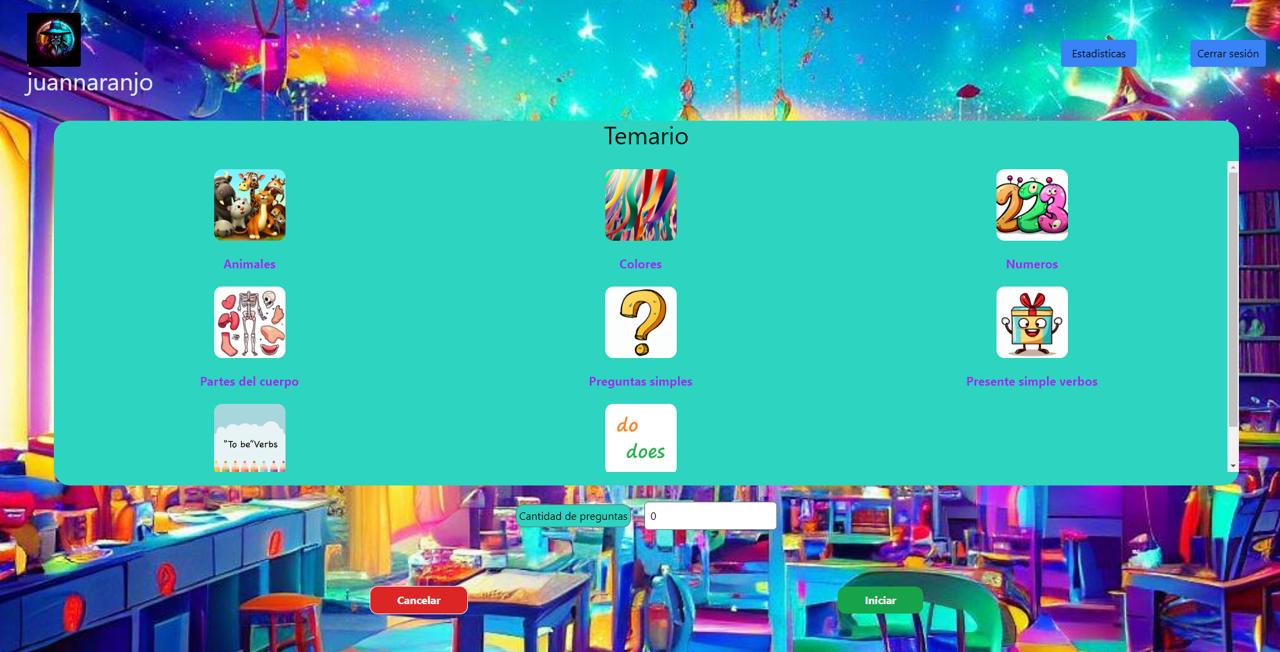 juannaranjo
Estadisticas
Cerrar sesión
Temario
Animales
Colores
223
Numeros
?
Partes del cuerpo
Preguntas simples
Presente simple verbos
"To be"Verbs
do
does
Cantidad de preguntas
0
Cancelar
Iniciar